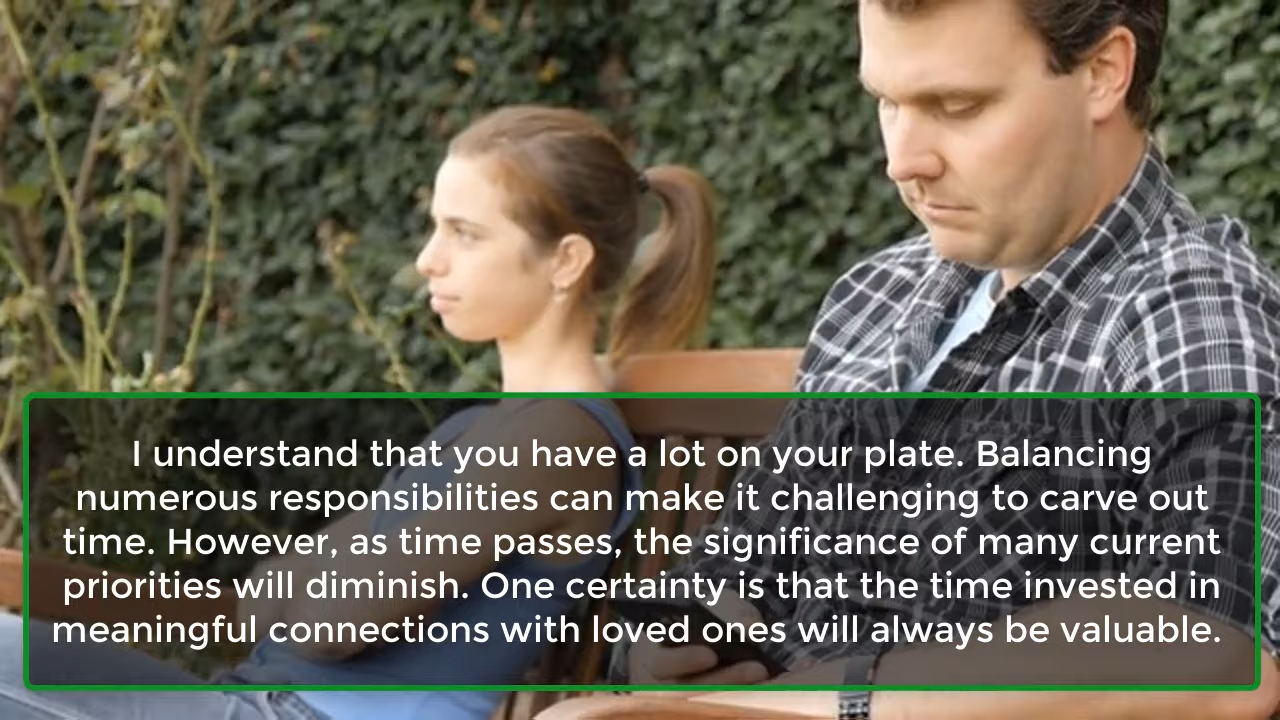 I understand that you have a lot on your plate. Balancing
numerous responsibilities can make it challenging to carve out
time. However, as time passes, the significance of many current
priorities will diminish. One certainty is that the time invested in
meaningful connections with loved ones will always be valuable.